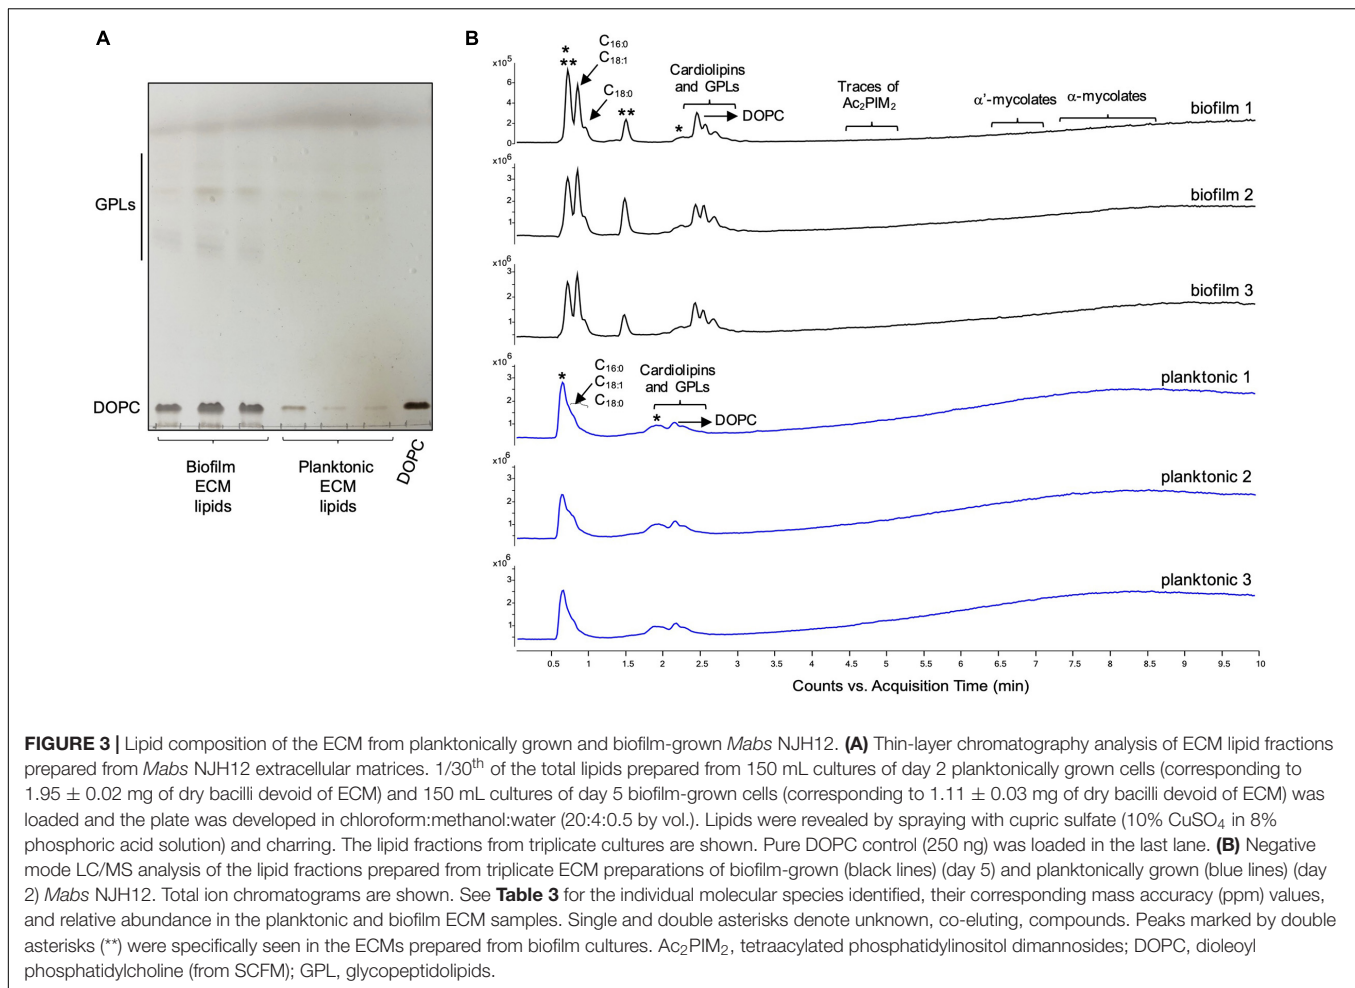 A
GPLs
DOPC
Biofilm
ECM
lipids
Planktonic
ECM
lipids
DOPC
B
x10⁵
6
4
2
0
*
**
C₁₆:₀
C₁₈:₁
C₁₈:₀
**
*
Cardiolipins
and GPLs
DOPC
Traces of
Ac₂PIM₂
α'-mycolates
α-mycolates
biofilm 1
x10⁶
3
2
1
biofilm 2
x10⁶
3
2
1
biofilm 3
x10⁶
3
2
1
*
C₁₆:₀
C₁₈:₁
C₁₈:₀
Cardiolipins
and GPLs
*
DOPC
planktonic 1
x10⁶
3
2
1
planktonic 2
x10⁶
3
2
1
planktonic 3
0.5 1 1.5 2 2.5 3 3.5 4 4.5 5 5.5 6 6.5 7 7.5 8 8.5 9 9.5 10
Counts vs. Acquisition Time (min)
FIGURE 3 | Lipid composition of the ECM from planktonically grown and biofilm-grown Mabs NJH12. (A) Thin-layer chromatography analysis of ECM lipid fractions
prepared from Mabs NJH12 extracellular matrices. 1/30th of the total lipids prepared from 150 mL cultures of day 2 planktonically grown cells (corresponding to
1.95 ± 0.02 mg of dry bacilli devoid of ECM) and 150 mL cultures of day 5 biofilm-grown cells (corresponding to 1.11 ± 0.03 mg of dry bacilli devoid of ECM) was
loaded and the plate was developed in chloroform:methanol:water (20:4:0.5 by vol.). Lipids were revealed by spraying with cupric sulfate (10% CuSO₄ in 8%
phosphoric acid solution) and charring. The lipid fractions from triplicate cultures are shown. Pure DOPC control (250 ng) was loaded in the last lane. (B) Negative
mode LC/MS analysis of the lipid fractions prepared from triplicate ECM preparations of biofilm-grown (black lines) (day 5) and planktonically grown (blue lines) (day
2) Mabs NJH12. Total ion chromatograms are shown. See Table 3 for the individual molecular species identified, their corresponding mass accuracy (ppm) values,
and relative abundance in the planktonic and biofilm ECM samples. Single and double asterisks denote unknown, co-eluting, compounds. Peaks marked by double
asterisks (**) were specifically seen in the ECMs prepared from biofilm cultures. Ac₂PIM₂, tetraacylated phosphatidylinositol dimannosides; DOPC, dioleoyl
phosphatidylcholine (from SCFM); GPL, glycopeptidolipids.